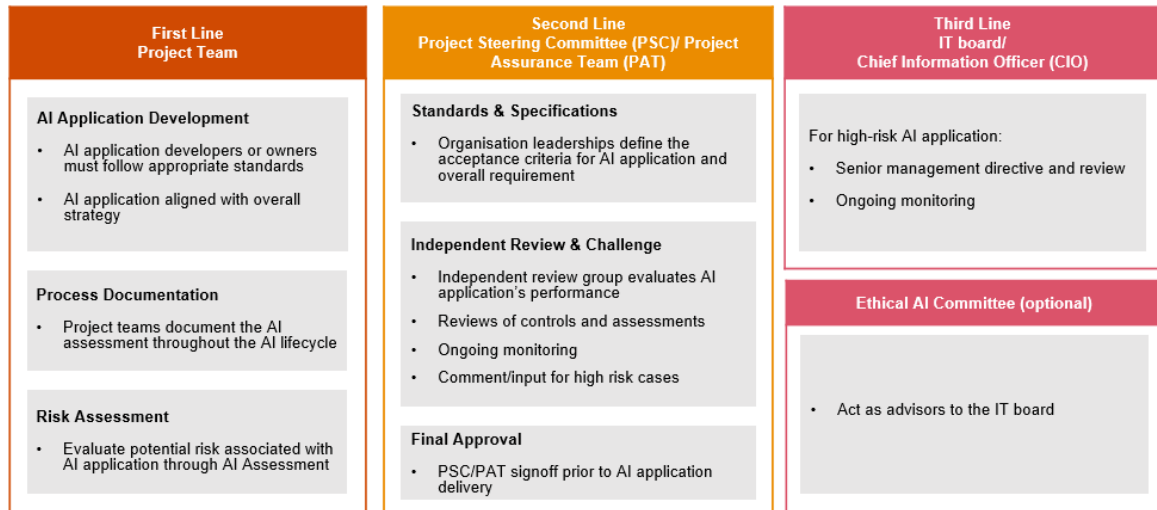 First Line
Project Team
AI Application Development
• AI application developers or owners
must follow appropriate standards
• AI application aligned with overall
strategy
Process Documentation
• Project teams document the AI
assessment throughout the AI lifecycle
Risk Assessment
• Evaluate potential risk associated with
AI application through AI Assessment
Second Line
Project Steering Committee (PSC)/ Project
Assurance Team (PAT)
Standards & Specifications
• Organisation leaderships define the
acceptance criteria for AI application and
overall requirement
Independent Review & Challenge
• Independent review group evaluates AI
application's performance
• Reviews of controls and assessments
• Ongoing monitoring
• Comment/input for high risk cases
Final Approval
• PSC/PAT signoff prior to AI application
delivery
Third Line
IT board/
Chief Information Officer (CIO)
For high-risk AI application:
• Senior management directive and review
• Ongoing monitoring
Ethical AI Committee (optional)
• Act as advisors to the IT board